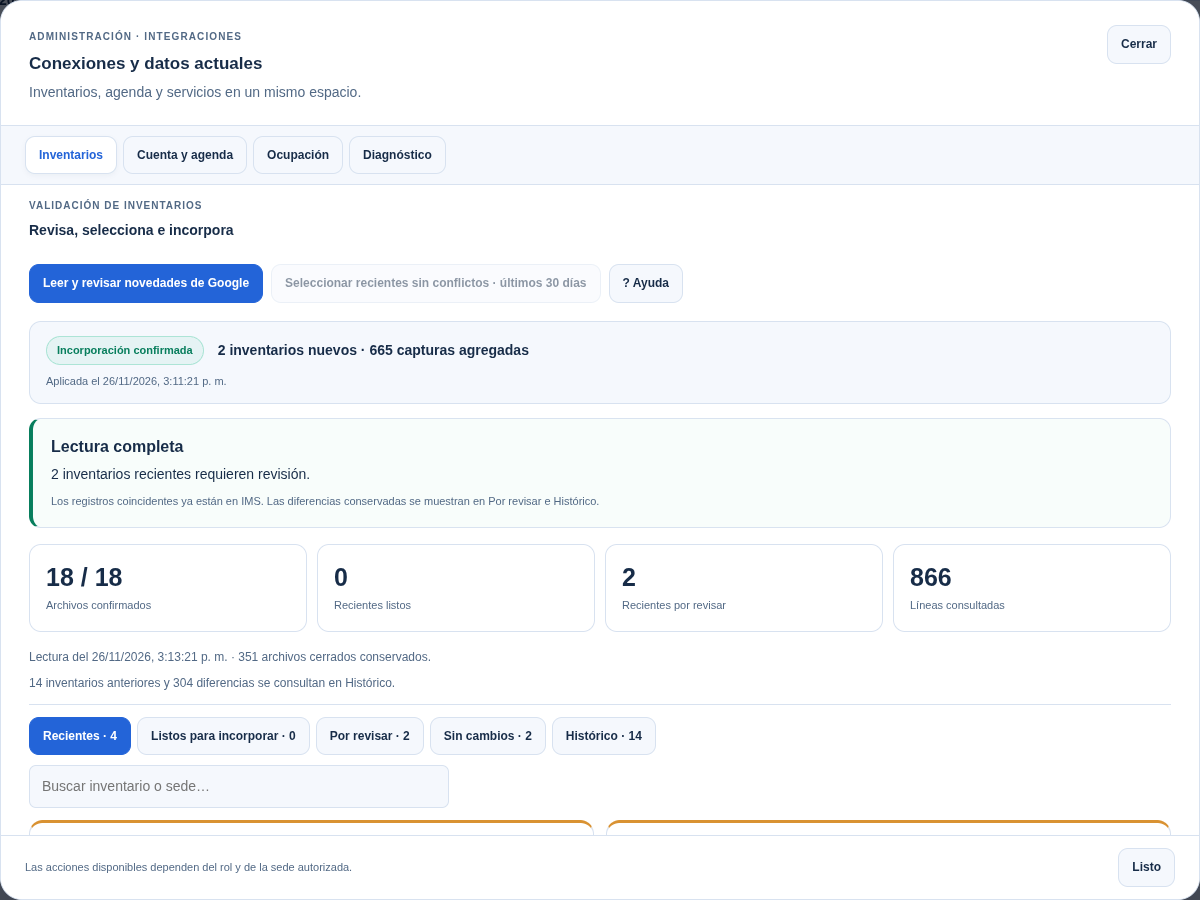 ADMINISTRACIÓN · INTEGRACIONES
Conexiones y datos actuales
Inventarios, agenda y servicios en un mismo espacio.
Cerrar
Inventarios
Cuenta y agenda
Ocupación
Diagnóstico
VALIDACIÓN DE INVENTARIOS
Revisa, selecciona e incorpora
Leer y revisar novedades de Google
Seleccionar recientes sin conflictos · últimos 30 días
? Ayuda
Incorporación confirmada
2 inventarios nuevos · 665 capturas agregadas
Aplicada el 26/11/2026, 3:11:21 p. m.
Lectura completa
2 inventarios recientes requieren revisión.
Los registros coincidentes ya están en IMS. Las diferencias conservadas se muestran en Por revisar e Histórico.
18 / 18
Archivos confirmados
0
Recientes listos
2
Recientes por revisar
866
Líneas consultadas
Lectura del 26/11/2026, 3:13:21 p. m. · 351 archivos cerrados conservados.
14 inventarios anteriores y 304 diferencias se consultan en Histórico.
Recientes · 4
Listos para incorporar · 0
Por revisar · 2
Sin cambios · 2
Histórico · 14
Buscar inventario o sede…
Las acciones disponibles dependen del rol y de la sede autorizada.
Listo